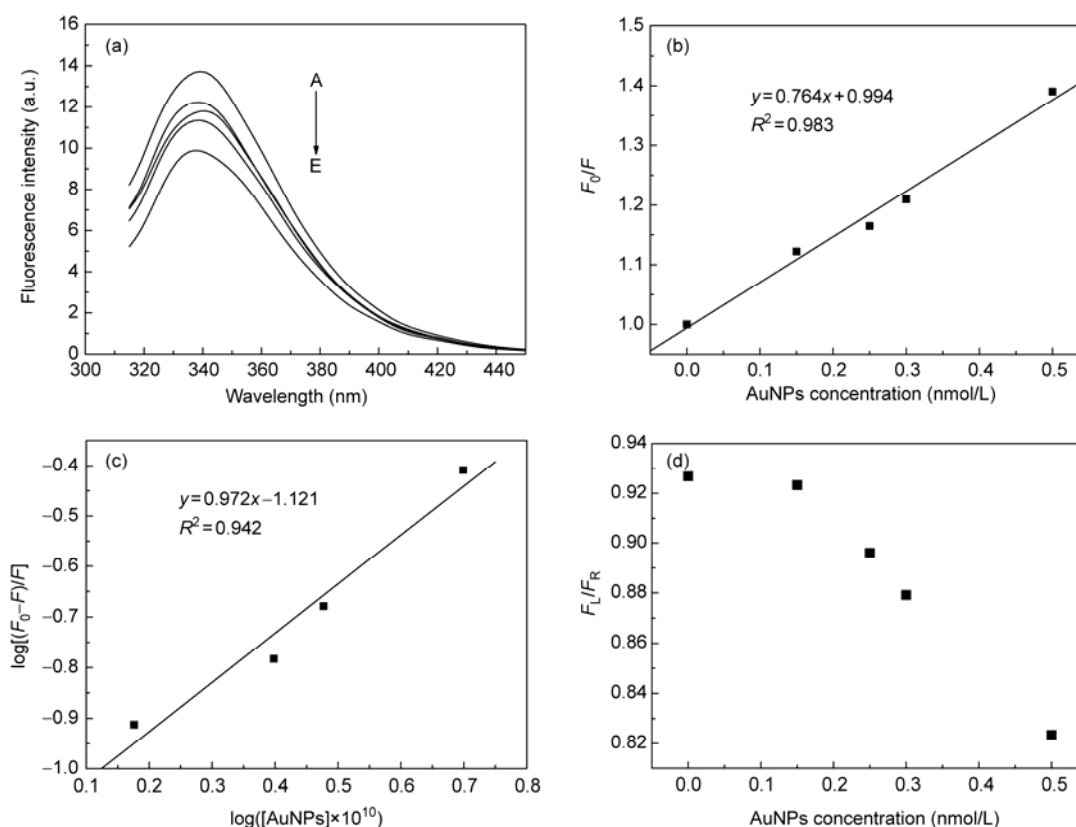 (a)
A
E
16
14
12
10
8
6
4
2
0
300 320 340 360 380 400 420 440
Fluorescence intensity (a.u.)
Wavelength (nm)
(b)
y=0.764x+0.994
R²=0.983
1.5
1.4
1.3
1.2
1.1
1.0
0.0 0.1 0.2 0.3 0.4 0.5
F₀/F
AuNPs concentration (nmol/L)
(c)
y=0.972x−1.121
R²=0.942
−0.4
−0.5
−0.6
−0.7
−0.8
−0.9
−1.0
0.1 0.2 0.3 0.4 0.5 0.6 0.7 0.8
log[(F₀−F)/F]
log([AuNPs]×10¹⁰)
(d)
0.94
0.92
0.90
0.88
0.86
0.84
0.82
0.0 0.1 0.2 0.3 0.4 0.5
F_L/F_R
AuNPs concentration (nmol/L)